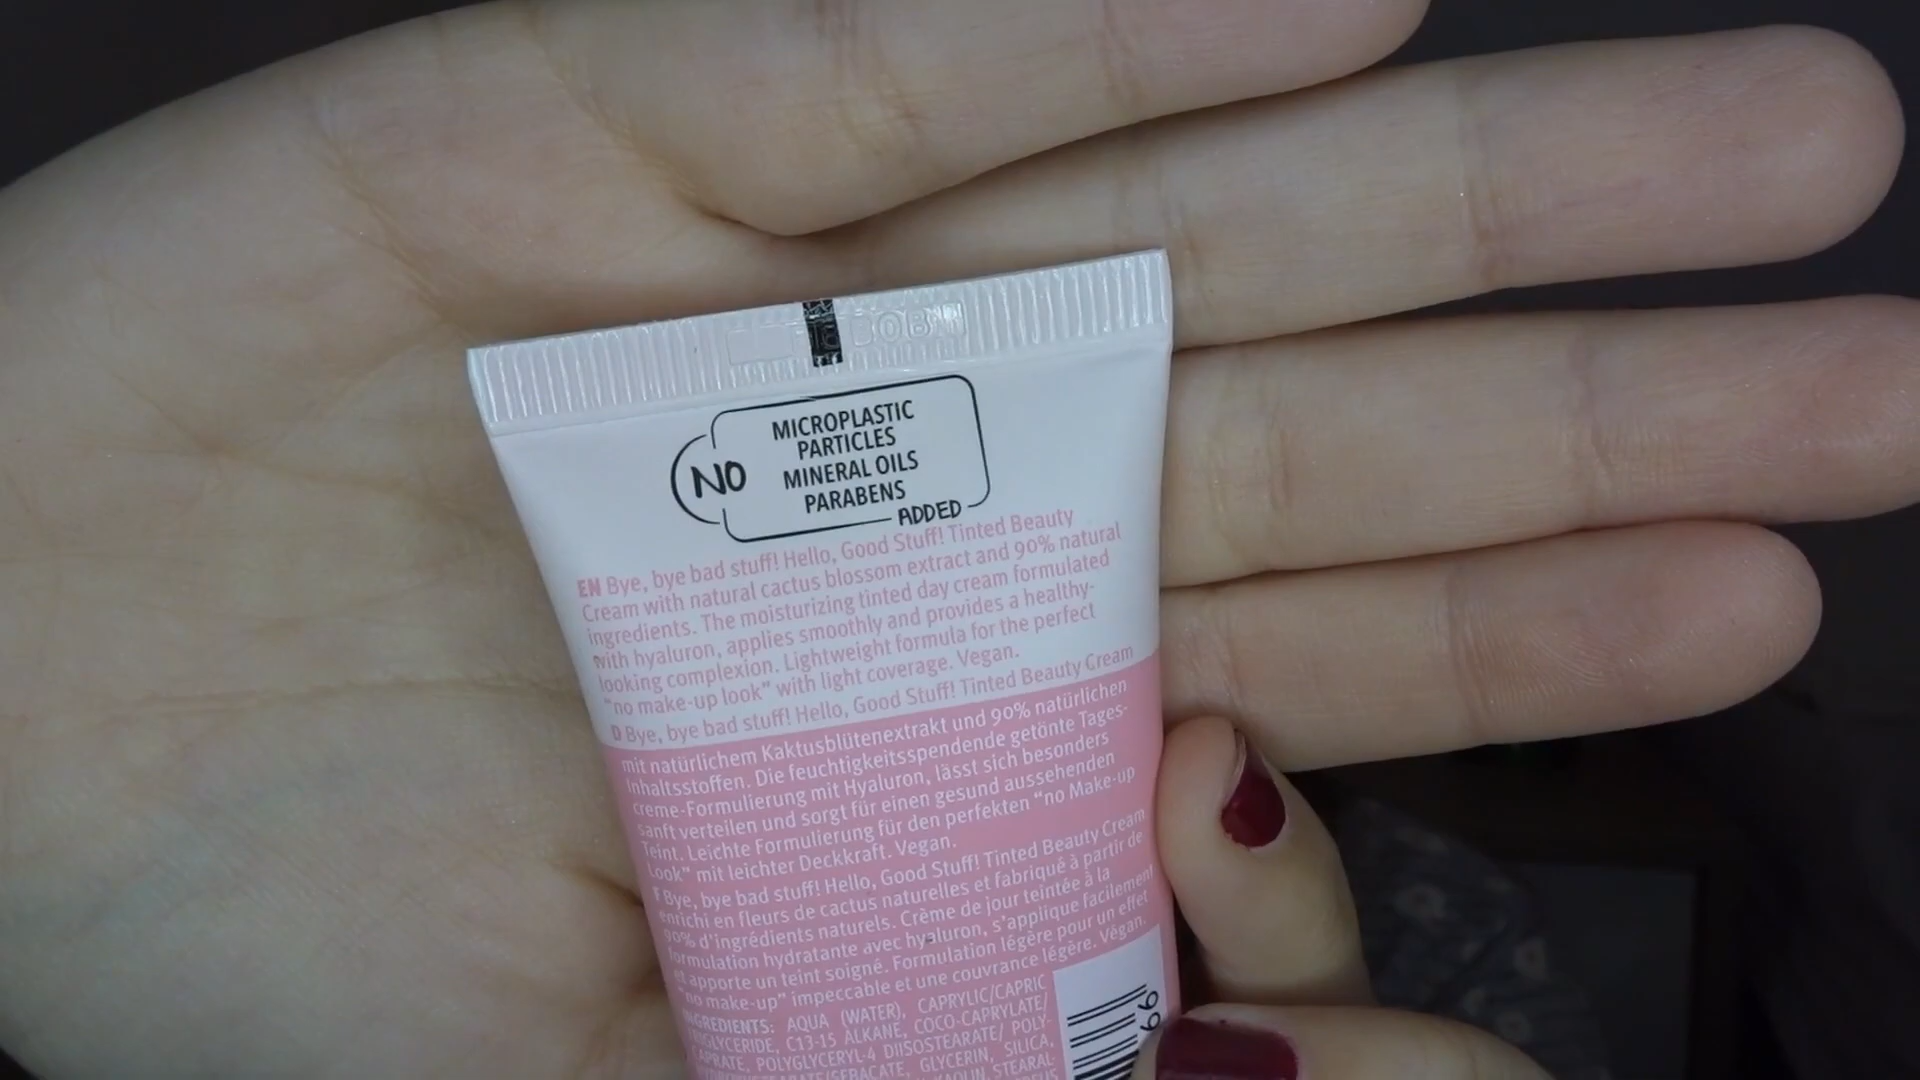 NO
MICROPLASTIC
PARTICLES
MINERAL OILS
PARABENS
ADDED
EN Bye, bye bad stuff! Hello, Good Stuff! Tinted Beauty
Cream with natural cactus blossom extract and 90% natural
ingredients. The moisturizing tinted day cream formulated
with hyaluron, applies smoothly and provides a healthy-
looking complexion. Lightweight formula for the perfect
"no make-up look" with light coverage. Vegan.
D Bye, bye bad stuff! Hello, Good Stuff! Tinted Beauty Cream
mit natürlichem Kaktusblütenextrakt und 90% natürlichen
Inhaltsstoffen. Die feuchtigkeitsspendende getönte Tages-
creme-Formulierung mit Hyaluron, lässt sich besonders
sanft verteilen und sorgt für einen gesund aussehenden
Teint. Leichte Formulierung für den perfekten "no Make-up
Look" mit leichter Deckkraft. Vegan.
F Bye, bye bad stuff! Hello, Good Stuff! Tinted Beauty Cream
enrichi en fleurs de cactus naturelles et fabriqué à partir de
90% d'ingrédients naturels. Crème de jour teintée à la
formulation hydratante avec hyaluron, s'applique facilement
et apporte un teint soigné. Formulation légère pour un effet
"no make-up" impeccable et une couvrance légère. Végan.
INGREDIENTS: AQUA (WATER), CAPRYLIC/CAPRIC
TRIGLYCERIDE, C13-15 ALKANE, COCO-CAPRYLATE/
CAPRATE, POLYGLYCERYL-4 DIISOSTEARATE/ POLY-
GLYCERIN, SILICA,
KAOLIN, STEARAL-